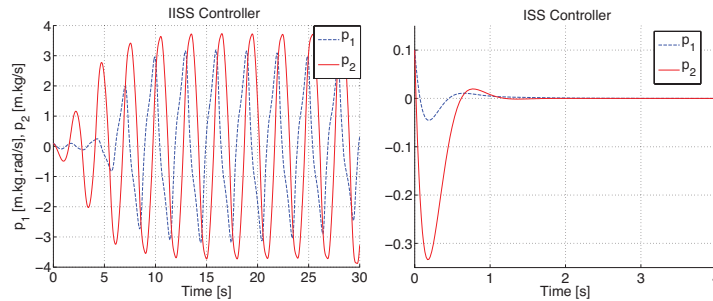 IISS Controller
p₁ [m.kg.rad/s], p₂ [m.kg/s]
4
3
2
1
0
−1
−2
−3
−4
0 5 10 15 20 25 30
Time [s]
p₁
p₂
ISS Controller
0.1
0
−0.1
−0.2
−0.3
0 1 2 3 4
Time [s]
p₁
p₂